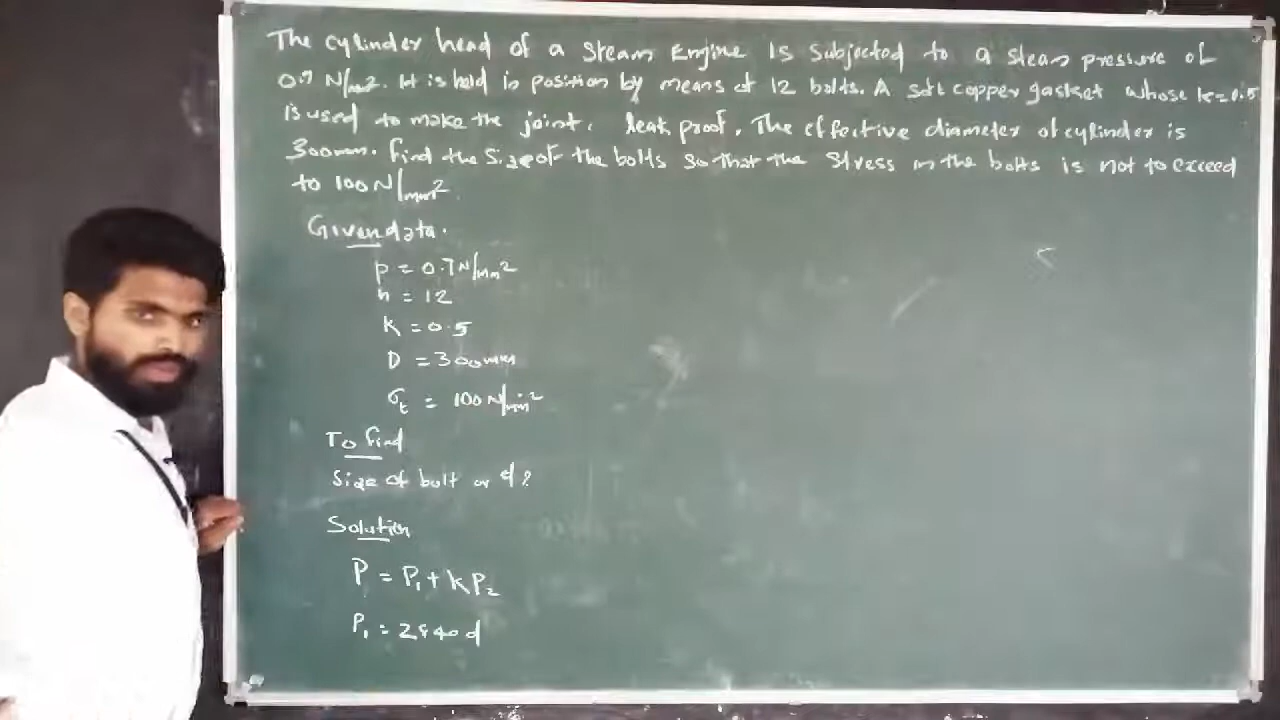 The cylinder head of a Steam Engine is Subjected to a steam pressure of
0.7 N/mm2. It is held in position by means of 12 bolts. A soft copper gasket whose k=0.5
is used to make the joint. leak proof. The effective diameter of cylinder is
300mm. find the Size of the bolts so that the Stress in the bolts is not to exceed
to 100 N/mm2.
Given data.
p = 0.7 N/mm2
n = 12
K = 0.5
D = 300mm
σt = 100 N/mm2
To find
Size of bolt or d?
Solution
P = P1 + KP2
P1 = 2840 d